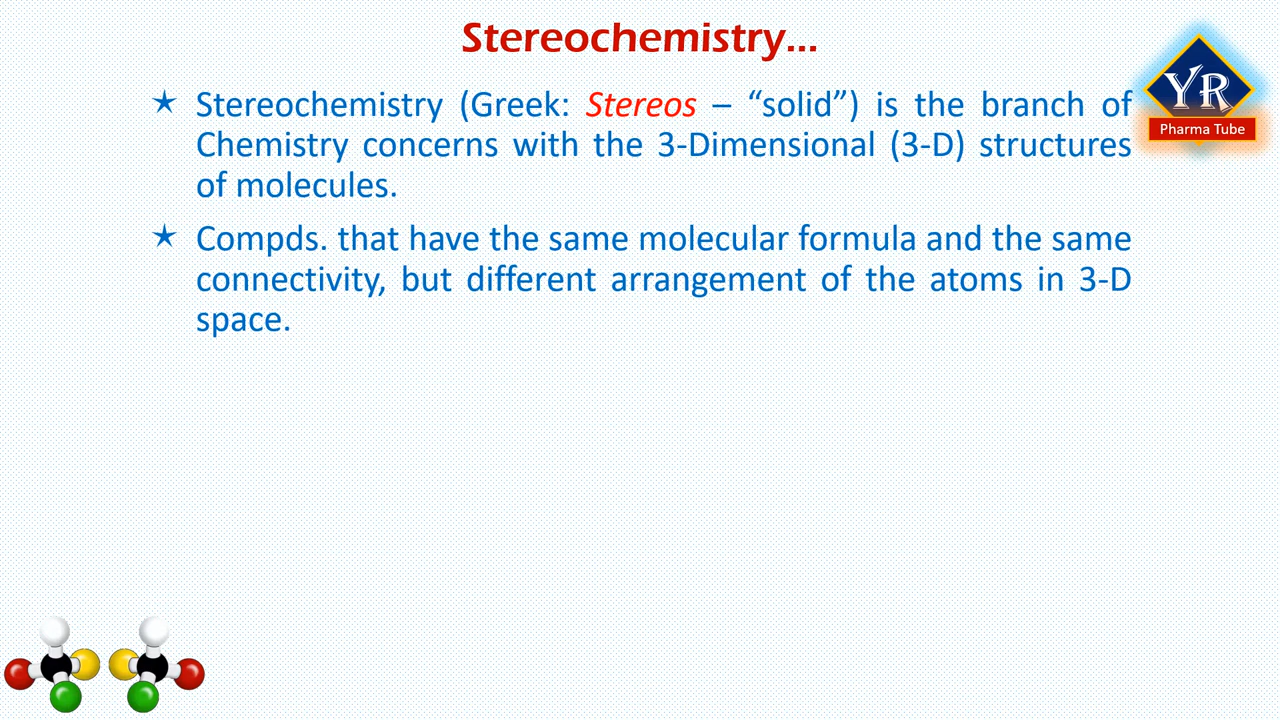 Stereochemistry...
★ Stereochemistry (Greek: Stereos – “solid”) is the branch of
Chemistry concerns with the 3-Dimensional (3-D) structures
of molecules.
★ Compds. that have the same molecular formula and the same
connectivity, but different arrangement of the atoms in 3-D
space.
YR
Pharma Tube